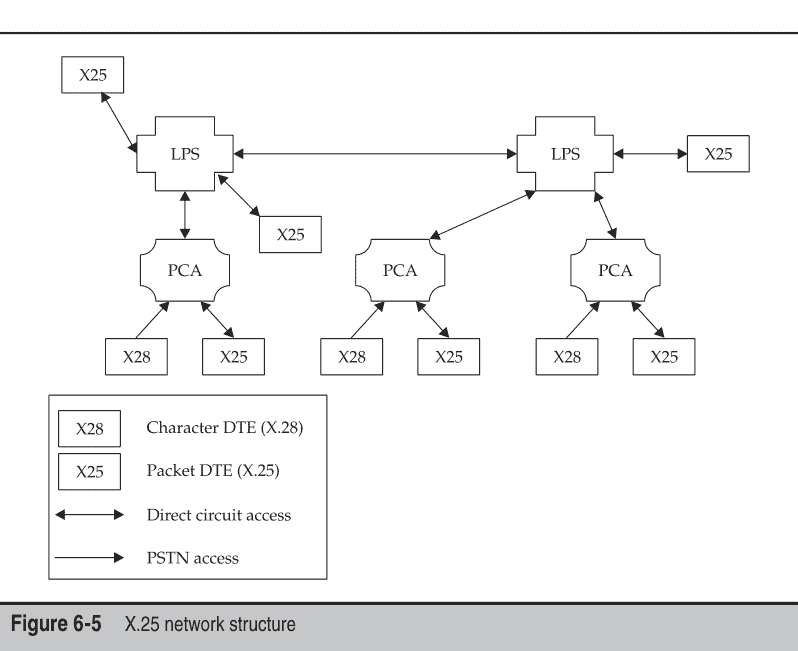 X25
LPS
LPS
X25
X25
PCA
PCA
PCA
X28
X25
X28
X25
X28
X25
X28 Character DTE (X.28)
X25 Packet DTE (X.25)
Direct circuit access
PSTN access
Figure 6-5 X.25 network structure